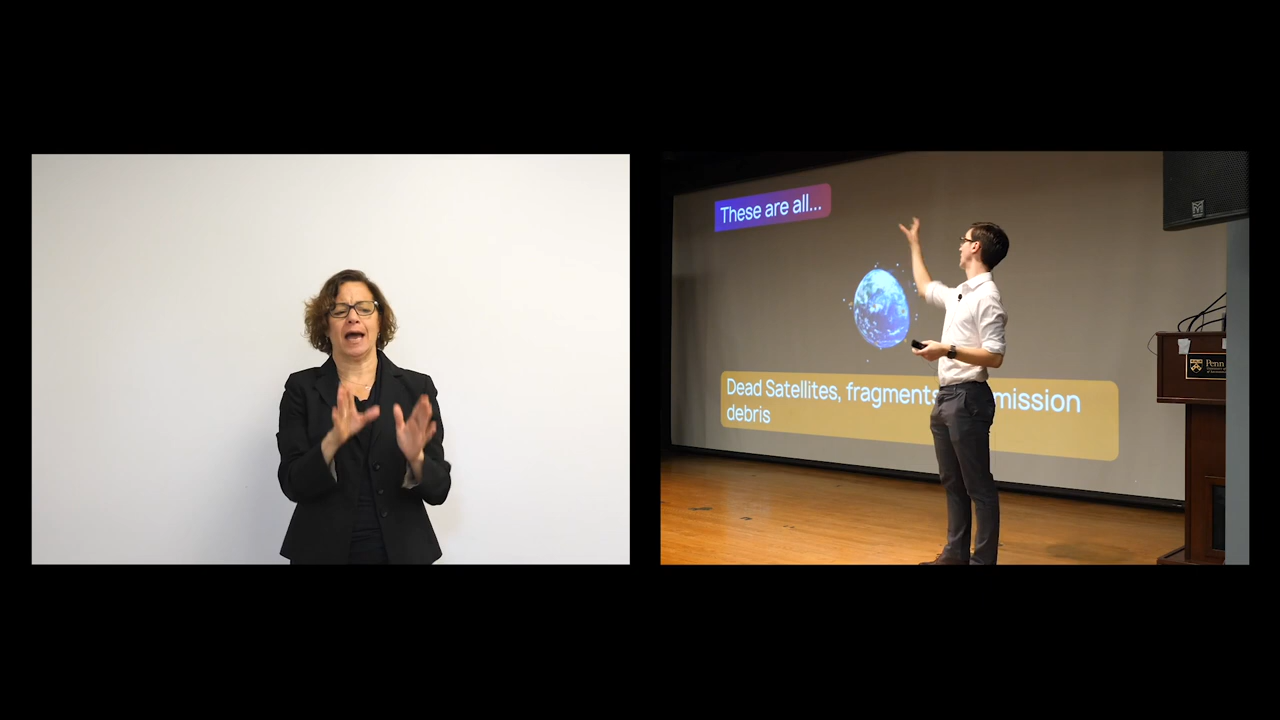 These are all...
Dead Satellites, fragments mission
debris
Penn